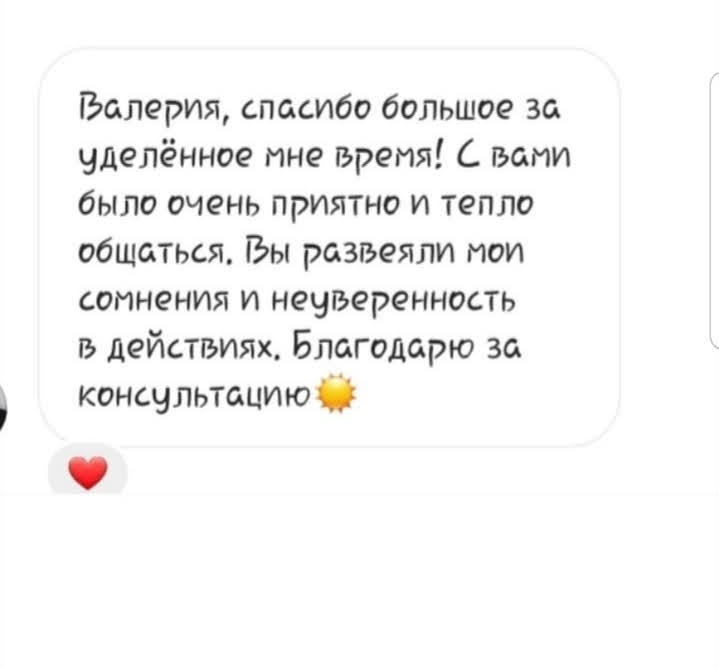 Валерия, спасибо большое за
уделённое мне время! С вами
было очень приятно и тепло
общаться. Вы развеяли мои
сомнения и неуверенность
в действиях. Благодарю за
консультацию☀️
❤️